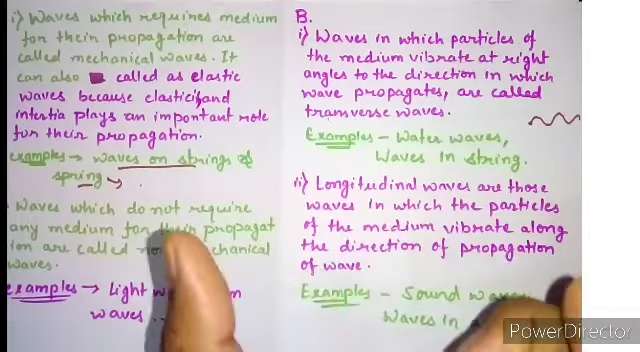 i) Waves which requires medium
for their propagation are
called mechanical waves. It
can also called as elastic
waves because elasticity and
intertia plays an important role
for their propagation.
examples → waves on strings &
spring →
Waves which do not require
any medium for their propagat
ion are called mechanical
waves.
examples → Light
waves
B.
i) Waves in which particles of
the medium vibrate at right
angles to the direction in which
wave propagates, are called
transverse waves.
Examples - Water waves,
Waves in string.
ii) Longitudinal waves are those
waves in which the particles
of the medium vibrate along
the direction of propagation
of wave.
Examples - Sound waves
Waves in
PowerDirector